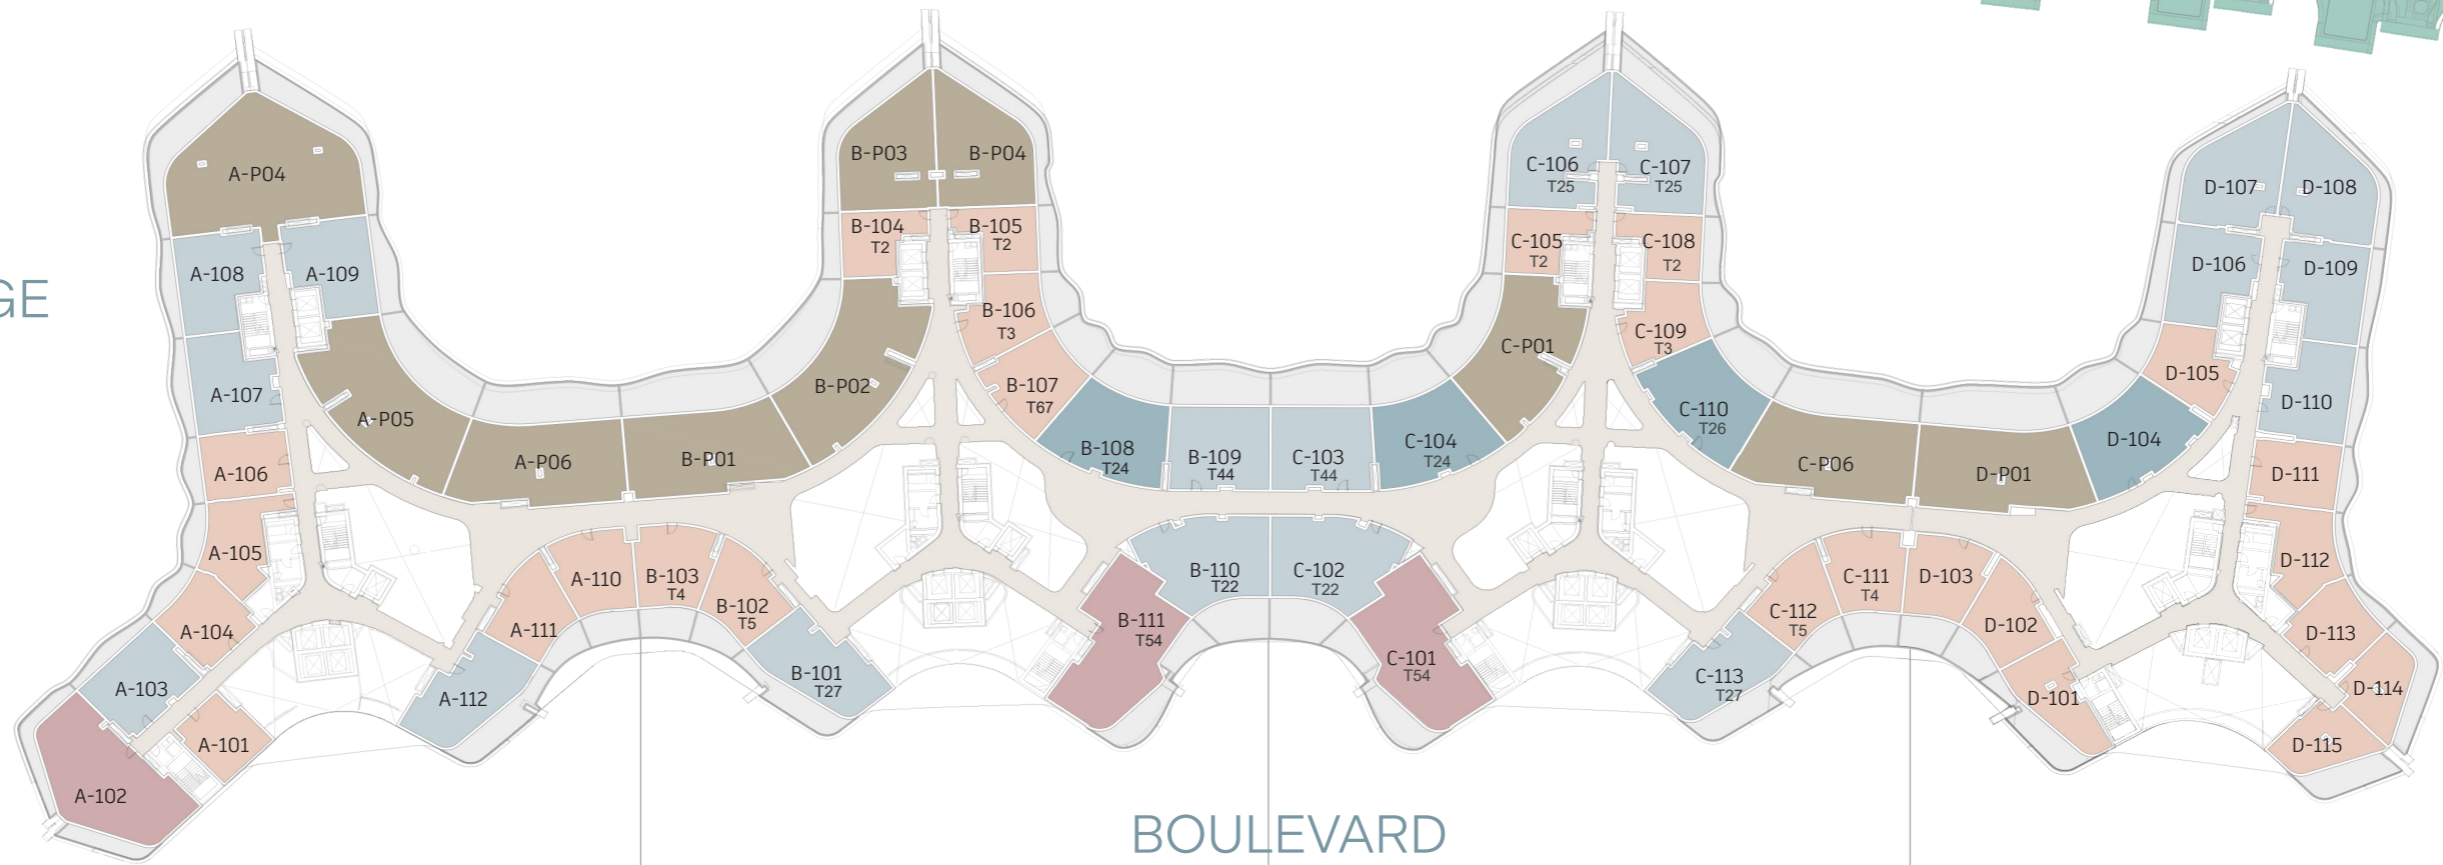 GE
A-P04
A-108
A-109
A-107
A-P05
A-106
A-P06
A-105
A-104
A-103
A-102
A-101
A-110
A-111
A-112
B-P03
B-P04
B-104
T2
B-105
T2
B-106
T3
B-P02
B-107
T67
B-P01
B-108
T24
B-109
T44
B-103
T4
B-102
T5
B-101
T27
B-110
T22
B-111
T54
C-106
T25
C-107
T25
C-105
T2
C-108
T2
C-P01
C-109
T3
C-104
T24
C-103
T44
C-110
T26
C-P06
C-102
T22
C-101
T54
C-111
T4
C-112
T5
C-113
T27
D-107
D-108
D-106
D-109
D-105
D-110
D-104
D-P01
D-111
D-112
D-103
D-102
D-101
D-113
D-114
D-115
BOULEVARD